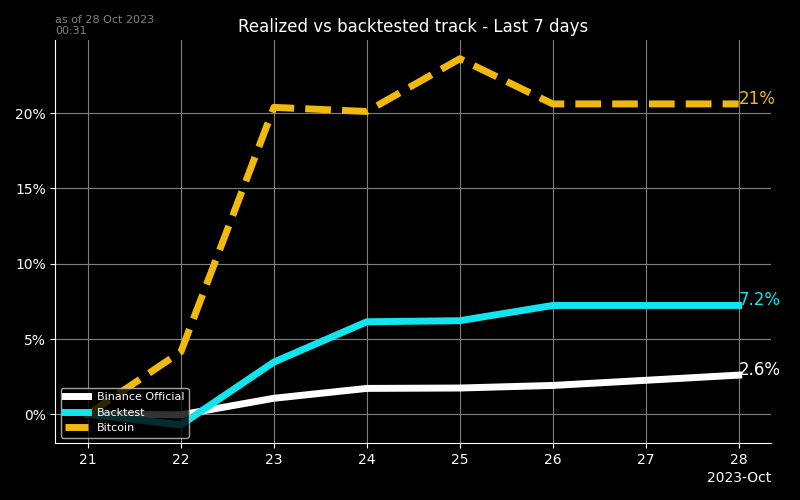 as of 28 Oct 2023
00:31
Realized vs backtested track - Last 7 days
20%
15%
10%
5%
0%
21%
7.2%
2.6%
Binance Official
Backtest
Bitcoin
21 22 23 24 25 26 27 28
2023-Oct